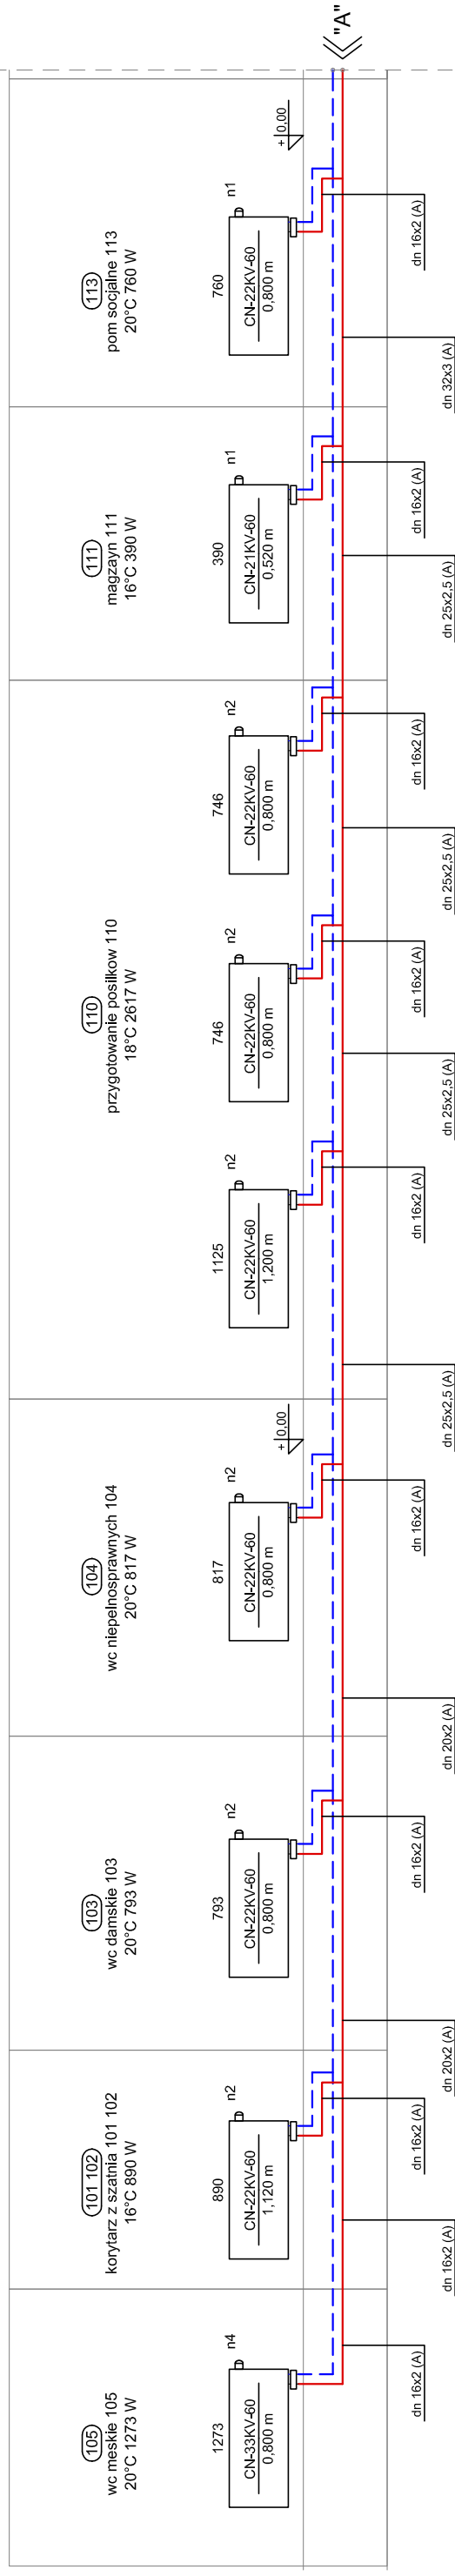 105
wc meskie 105
20°C 1273 W
101 102
korytarz z szatnia 101 102
16°C 890 W
103
wc damskie 103
20°C 793 W
104
wc niepelnosprawnych 104
20°C 817 W
110
przygotowanie posilkow 110
18°C 2617 W
111
magzayn 111
16°C 390 W
113
pom socjalne 113
20°C 760 W
1273
n4
CN-33KV-60
0,800 m
890
n2
CN-22KV-60
1,120 m
793
n2
CN-22KV-60
0,800 m
817
n2
CN-22KV-60
0,800 m
+0,00
1125
n2
CN-22KV-60
1,200 m
746
n2
CN-22KV-60
0,800 m
746
n2
CN-22KV-60
0,800 m
390
n1
CN-21KV-60
0,520 m
760
n1
CN-22KV-60
0,800 m
+0,00
"A"
dn 16x2 (A)
dn 16x2 (A)
dn 16x2 (A)
dn 16x2 (A)
dn 16x2 (A)
dn 16x2 (A)
dn 16x2 (A)
dn 16x2 (A)
dn 16x2 (A)
dn 16x2 (A)
dn 20x2 (A)
dn 20x2 (A)
dn 25x2,5 (A)
dn 25x2,5 (A)
dn 25x2,5 (A)
dn 25x2,5 (A)
dn 32x3 (A)